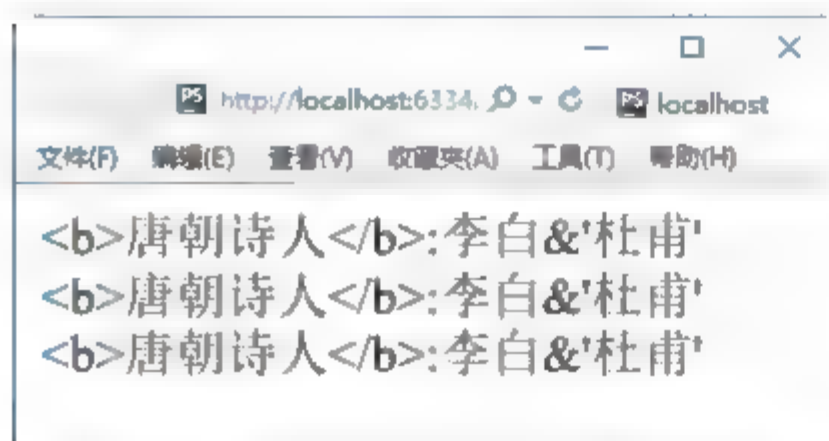 http://localhost:6334. localhost
文件(F) 编辑(E) 查看(V) 收藏夹(A) 工具(T) 帮助(H)
<b>唐朝诗人</b>:李白&'杜甫'
<b>唐朝诗人</b>:李白&'杜甫'
<b>唐朝诗人</b>:李白&'杜甫'